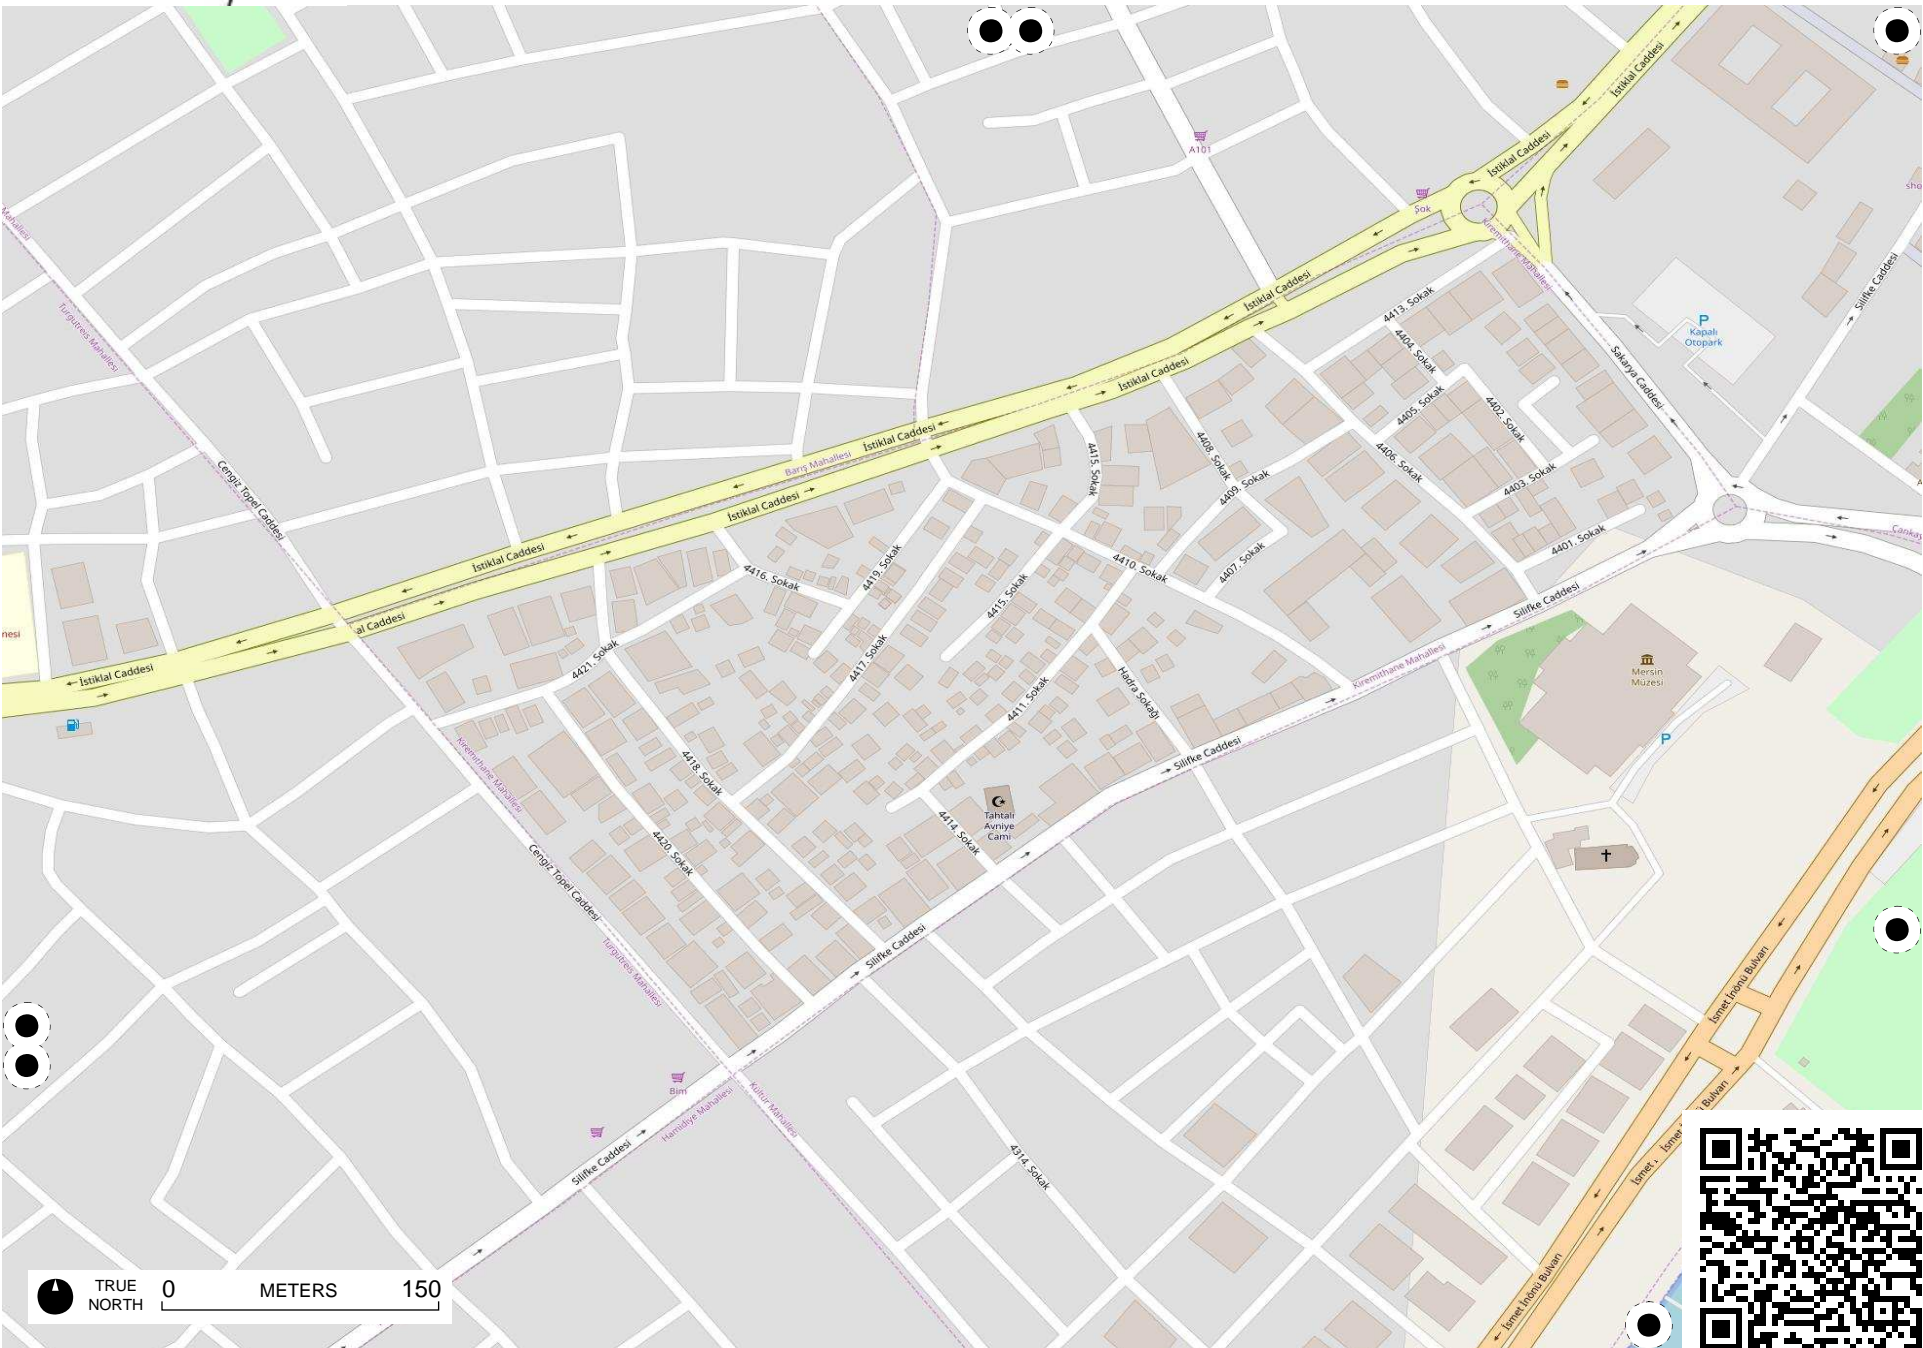 İstiklal Caddesi
A101
İstiklal Caddesi
Mahallesi
Şok
Kiremithane Mahallesi
Silifke Caddesi
İstiklal Caddesi
4413. Sokak
P
Kapalı
Otopark
Turgutreis Mahallesi
4404. Sokak
Sakarya Caddesi
İstiklal Caddesi
4405. Sokak
4402. Sokak
İstiklal Caddesi
Barış Mahallesi
4408. Sokak
4406. Sokak
4415. Sokak
4409. Sokak
4403. Sokak
Cengiz Topel Caddesi
İstiklal Caddesi
4401. Sokak
İstiklal Caddesi
4419. Sokak
4410. Sokak
4407. Sokak
4416. Sokak
4415. Sokak
Silifke Caddesi
al Caddesi
nesi
4421. Sokak
4417. Sokak
Kiremithane Mahallesi
Mersin
Müzesi
İstiklal Caddesi
4411. Sokak
Hadra Sokağı
P
Silifke Caddesi
Kiremithane Mahallesi
4418. Sokak
Tahtalı
Avniye
Cami
4414. Sokak
4420. Sokak
Cengiz Topel Caddesi
Silifke Caddesi
Turgutreis Mahallesi
İsmet İnönü Bulvarı
Bim
Kültür Mahallesi
Hamidiye Mahallesi
Bulvarı
Silifke Caddesi
4314. Sokak
İsmet
İsmet İnönü Bulvarı
TRUE
NORTH
0 METERS 150